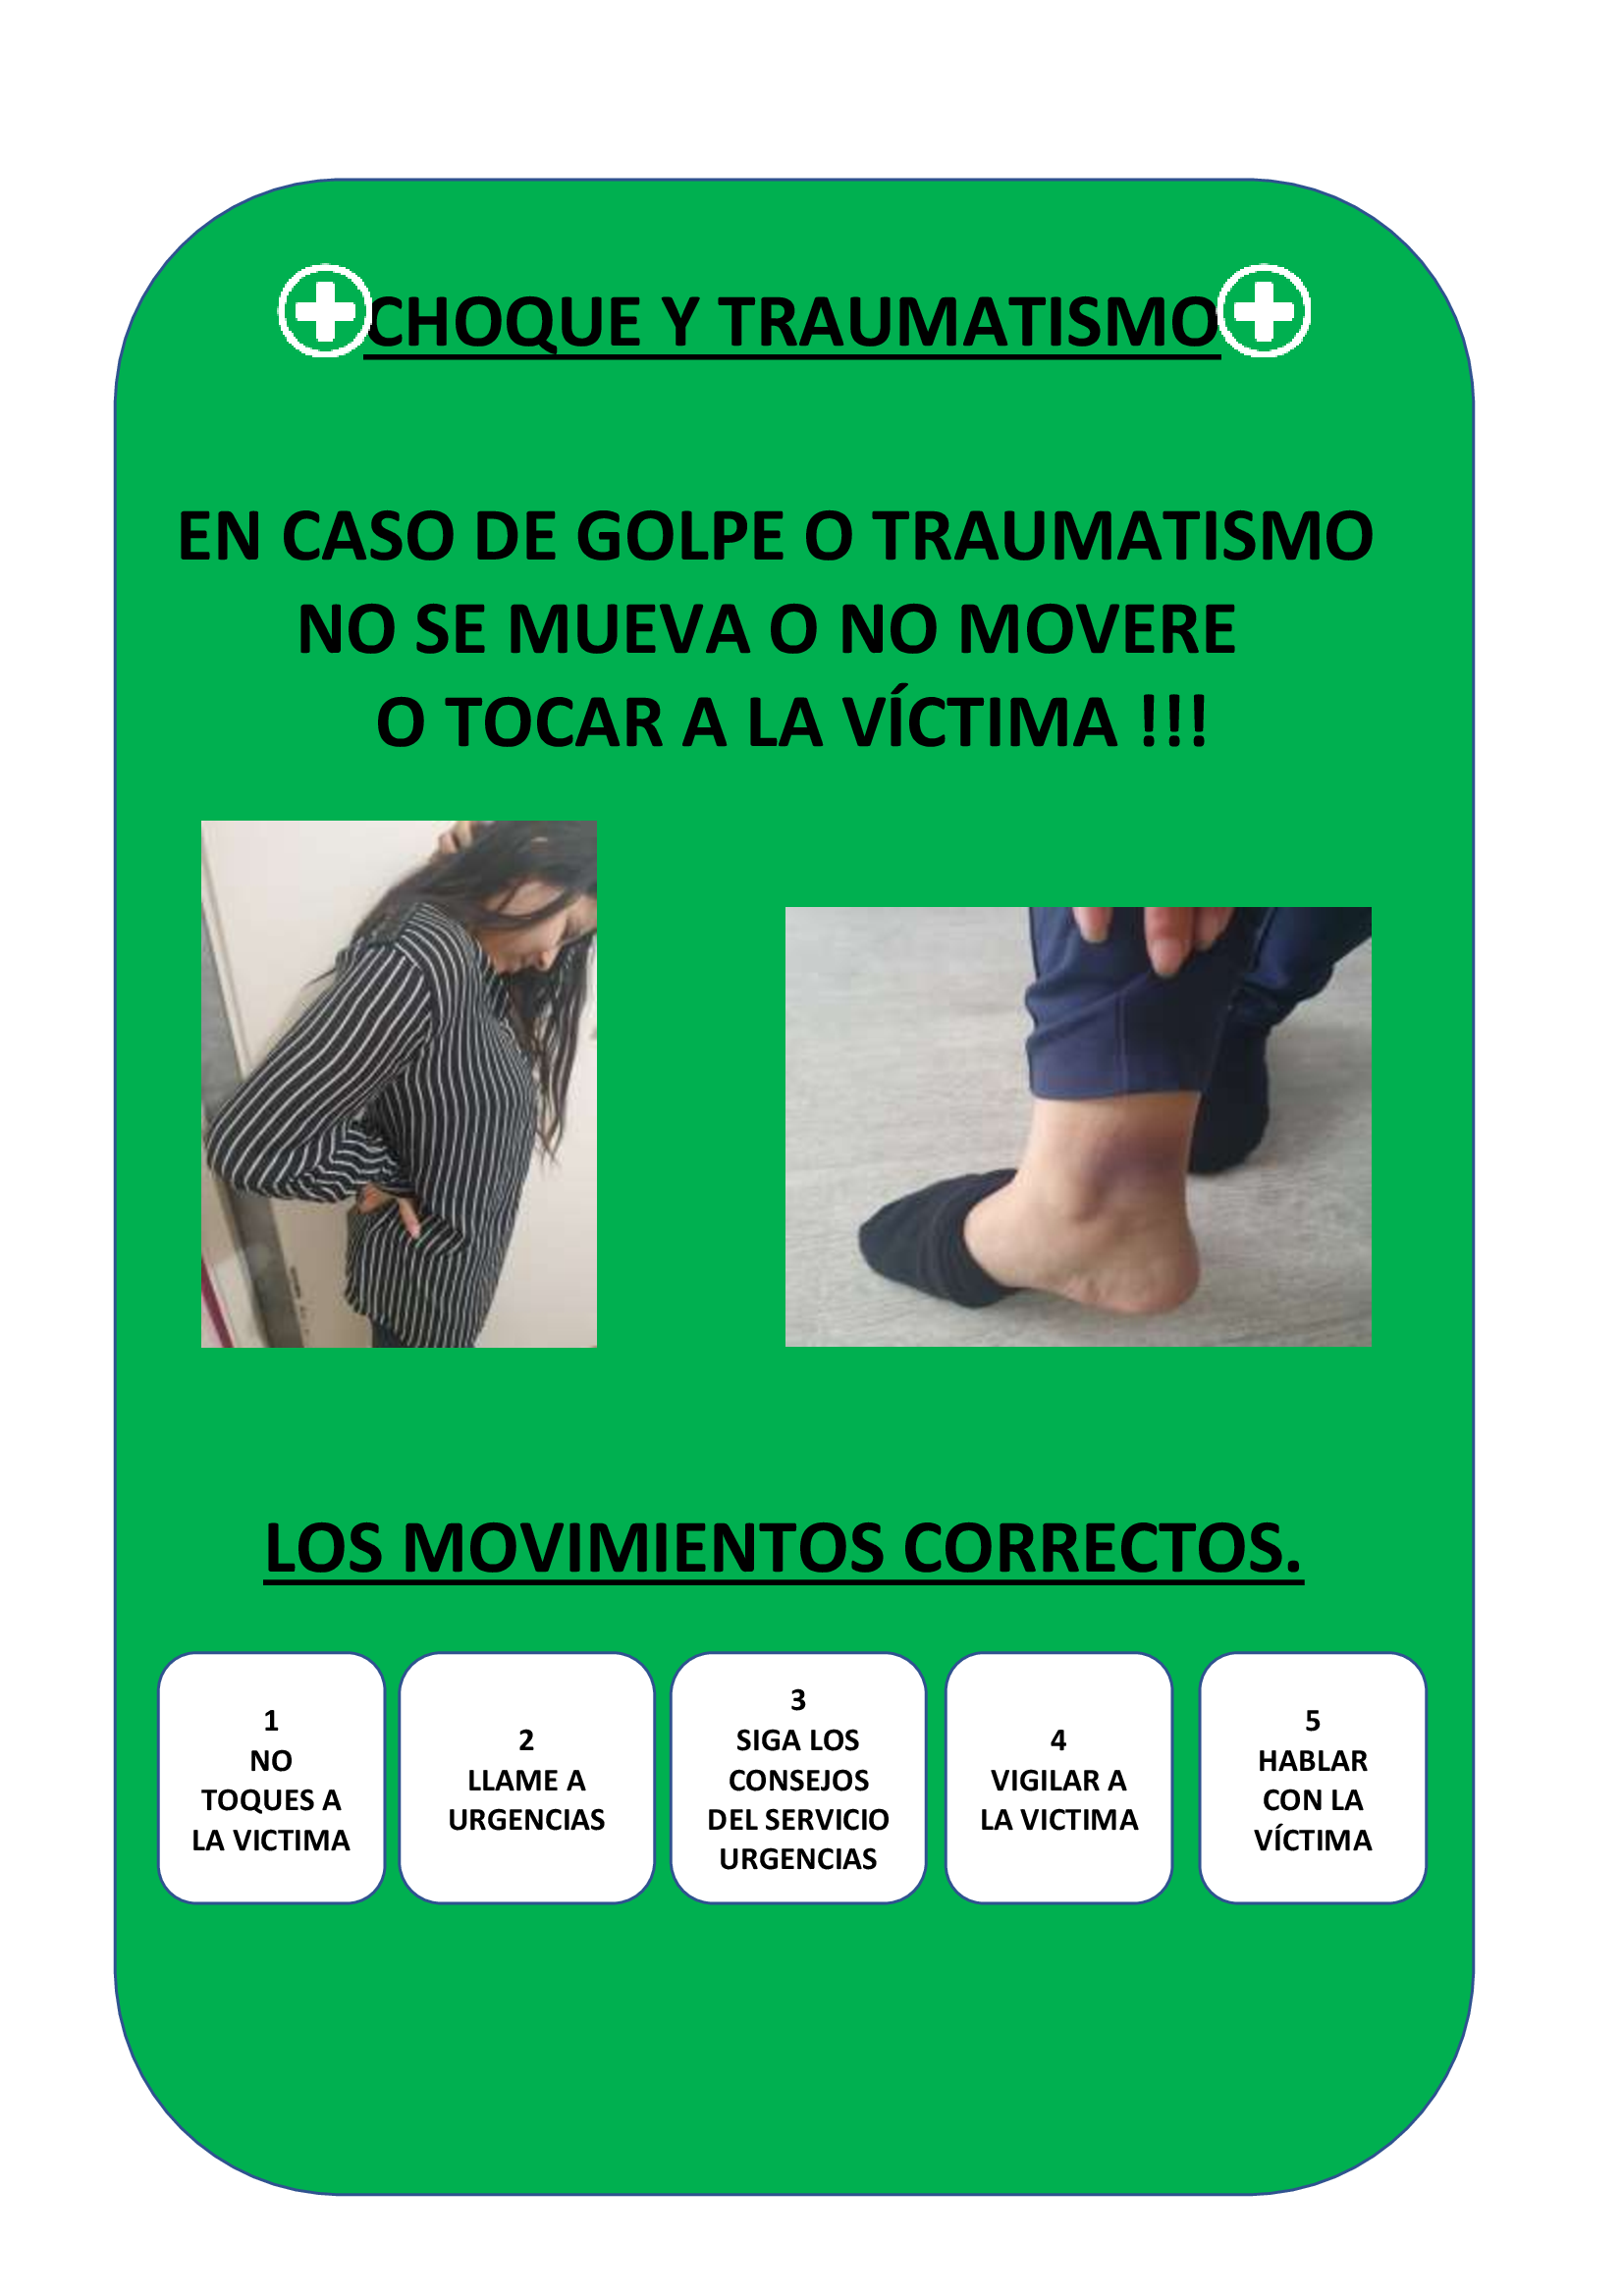 CHOQUE Y TRAUMATISMO
EN CASO DE GOLPE O TRAUMATISMO
NO SE MUEVA O NO MOVERE
O TOCAR A LA VÍCTIMA !!!
LOS MOVIMIENTOS CORRECTOS.
1
NO
TOQUES A
LA VICTIMA
2
LLAME A
URGENCIAS
3
SIGA LOS
CONSEJOS
DEL SERVICIO
URGENCIAS
4
VIGILAR A
LA VICTIMA
5
HABLAR
CON LA
VÍCTIMA